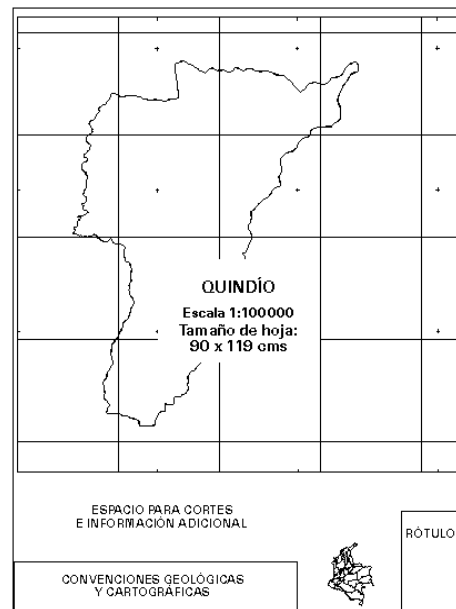 QUINDÍO
Escala 1:100000
Tamaño de hoja:
90 x 119 cms
ESPACIO PARA CORTES
E INFORMACIÓN ADICIONAL
RÓTULO
CONVENCIONES GEOLÓGICAS
Y CARTOGRÁFICAS